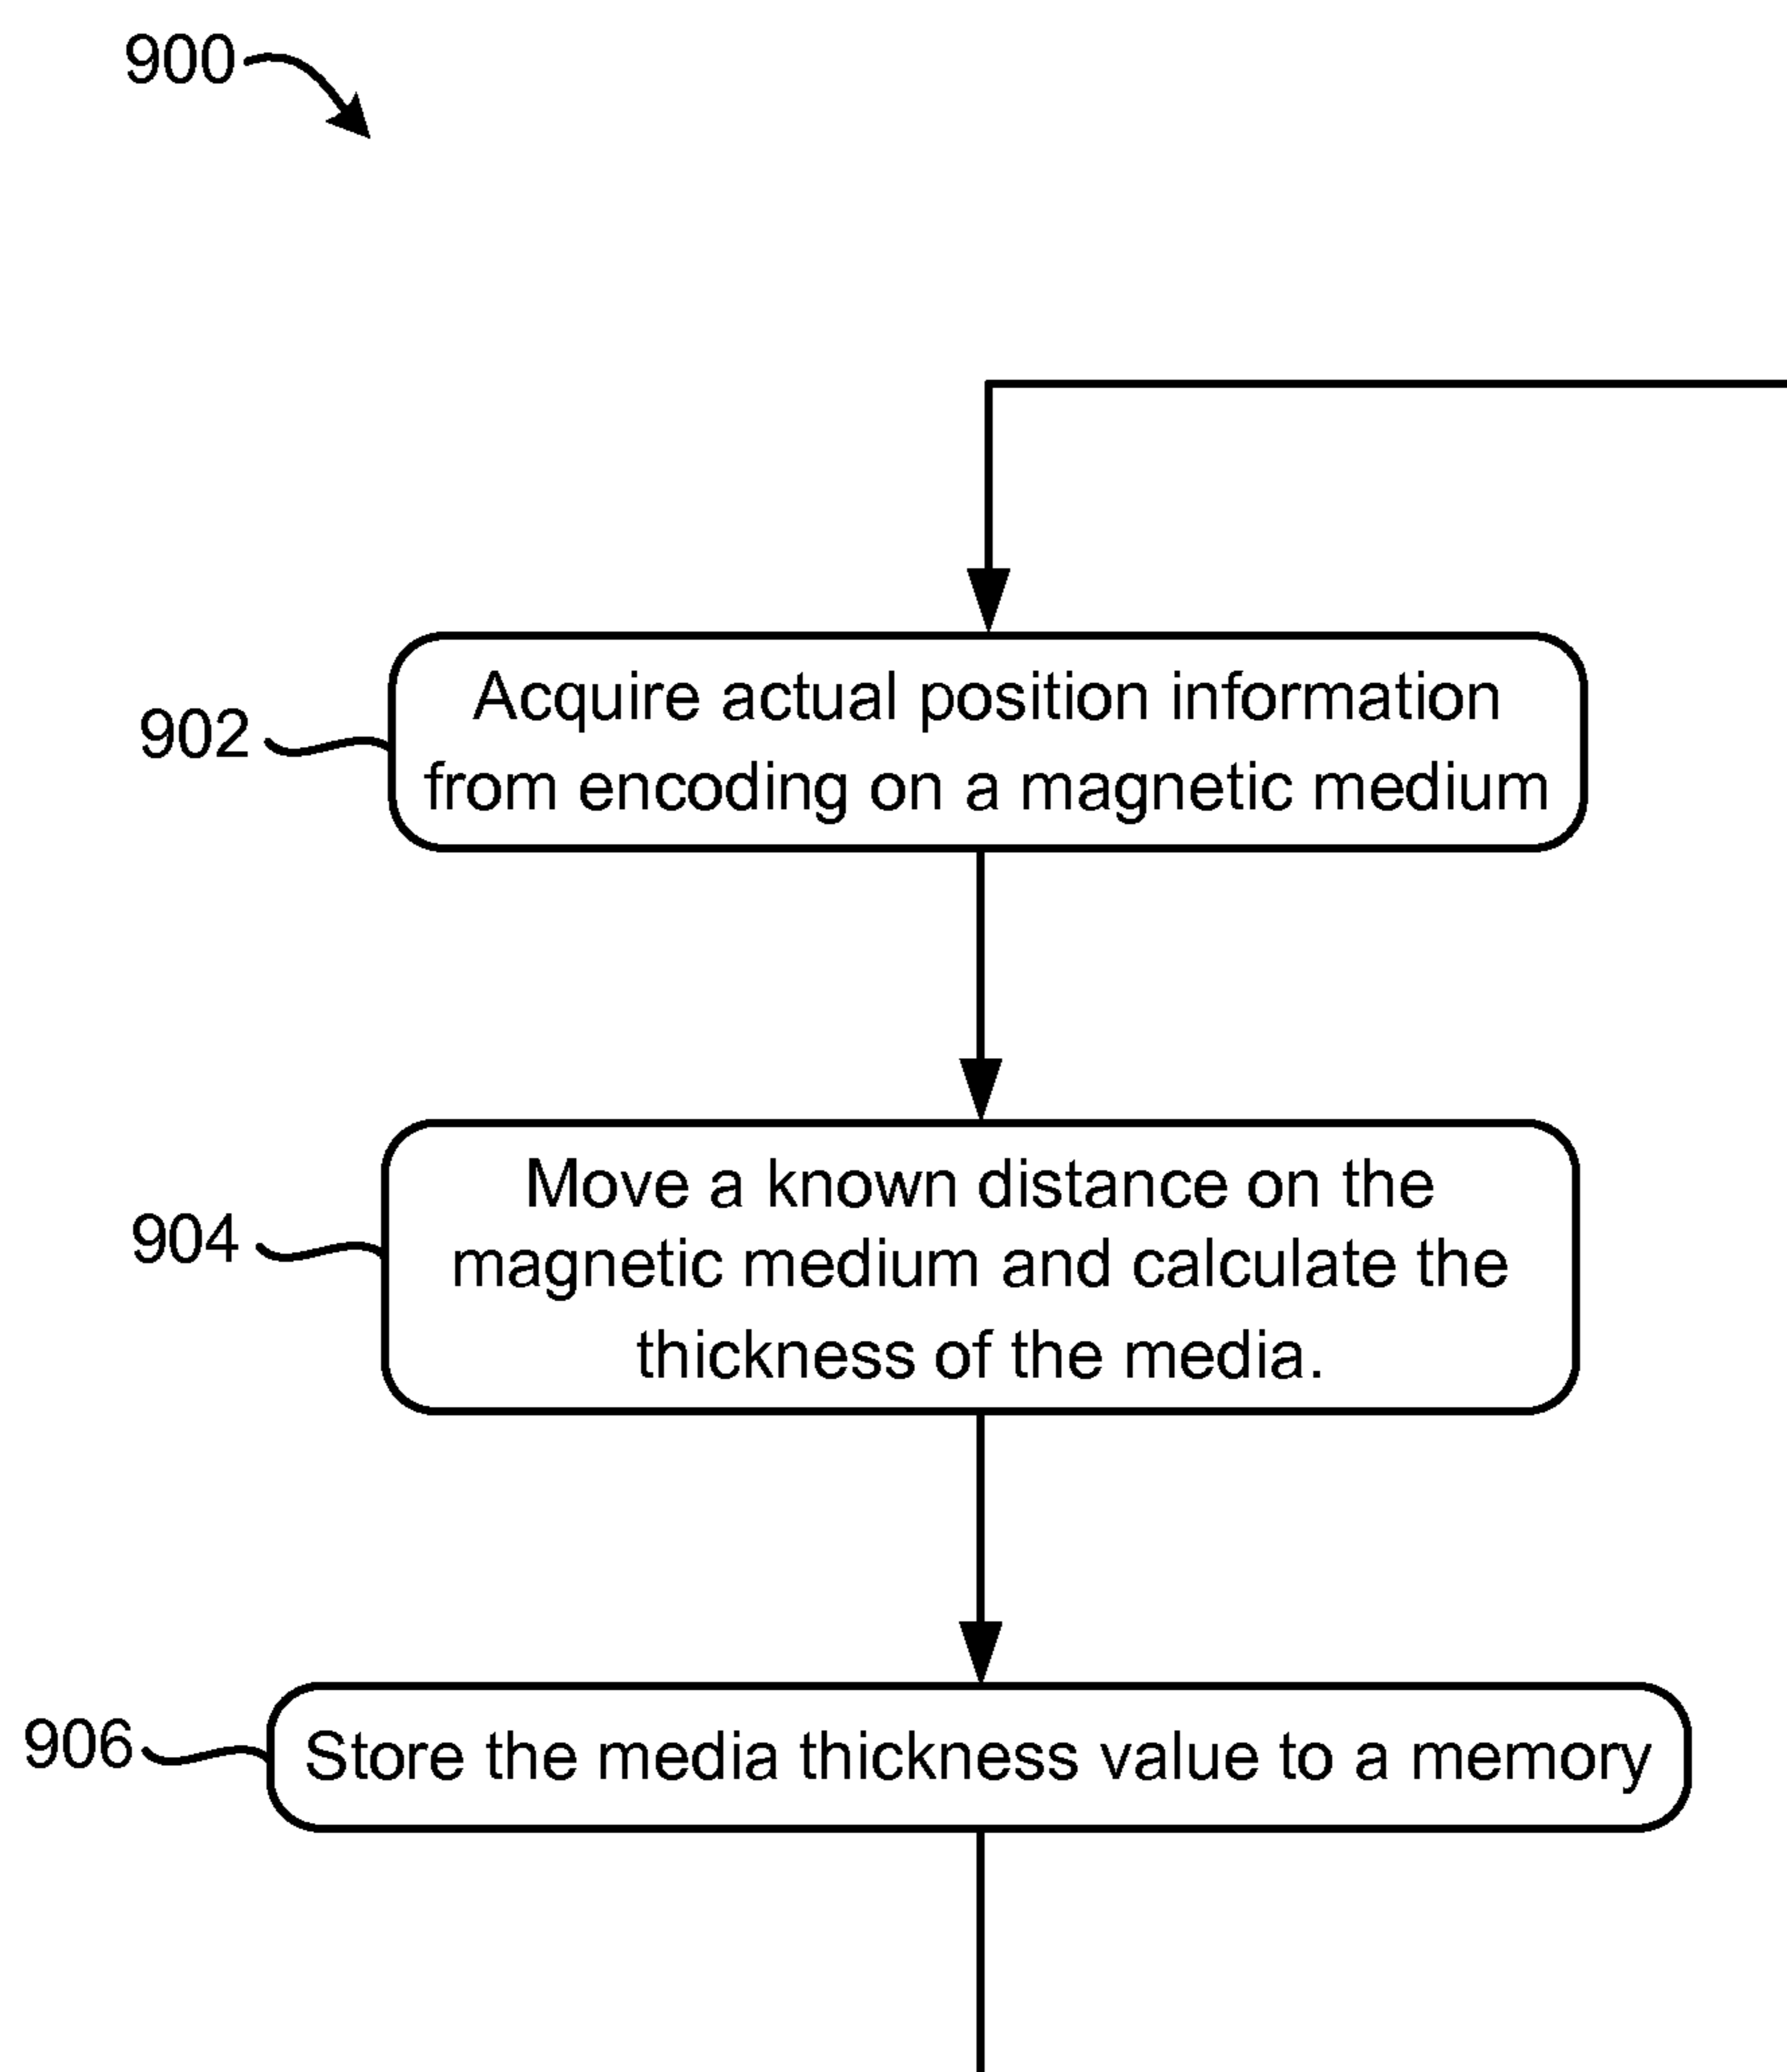 900
902
Acquire actual position information
from encoding on a magnetic medium
904
Move a known distance on the
magnetic medium and calculate the
thickness of the media.
906
Store the media thickness value to a memory